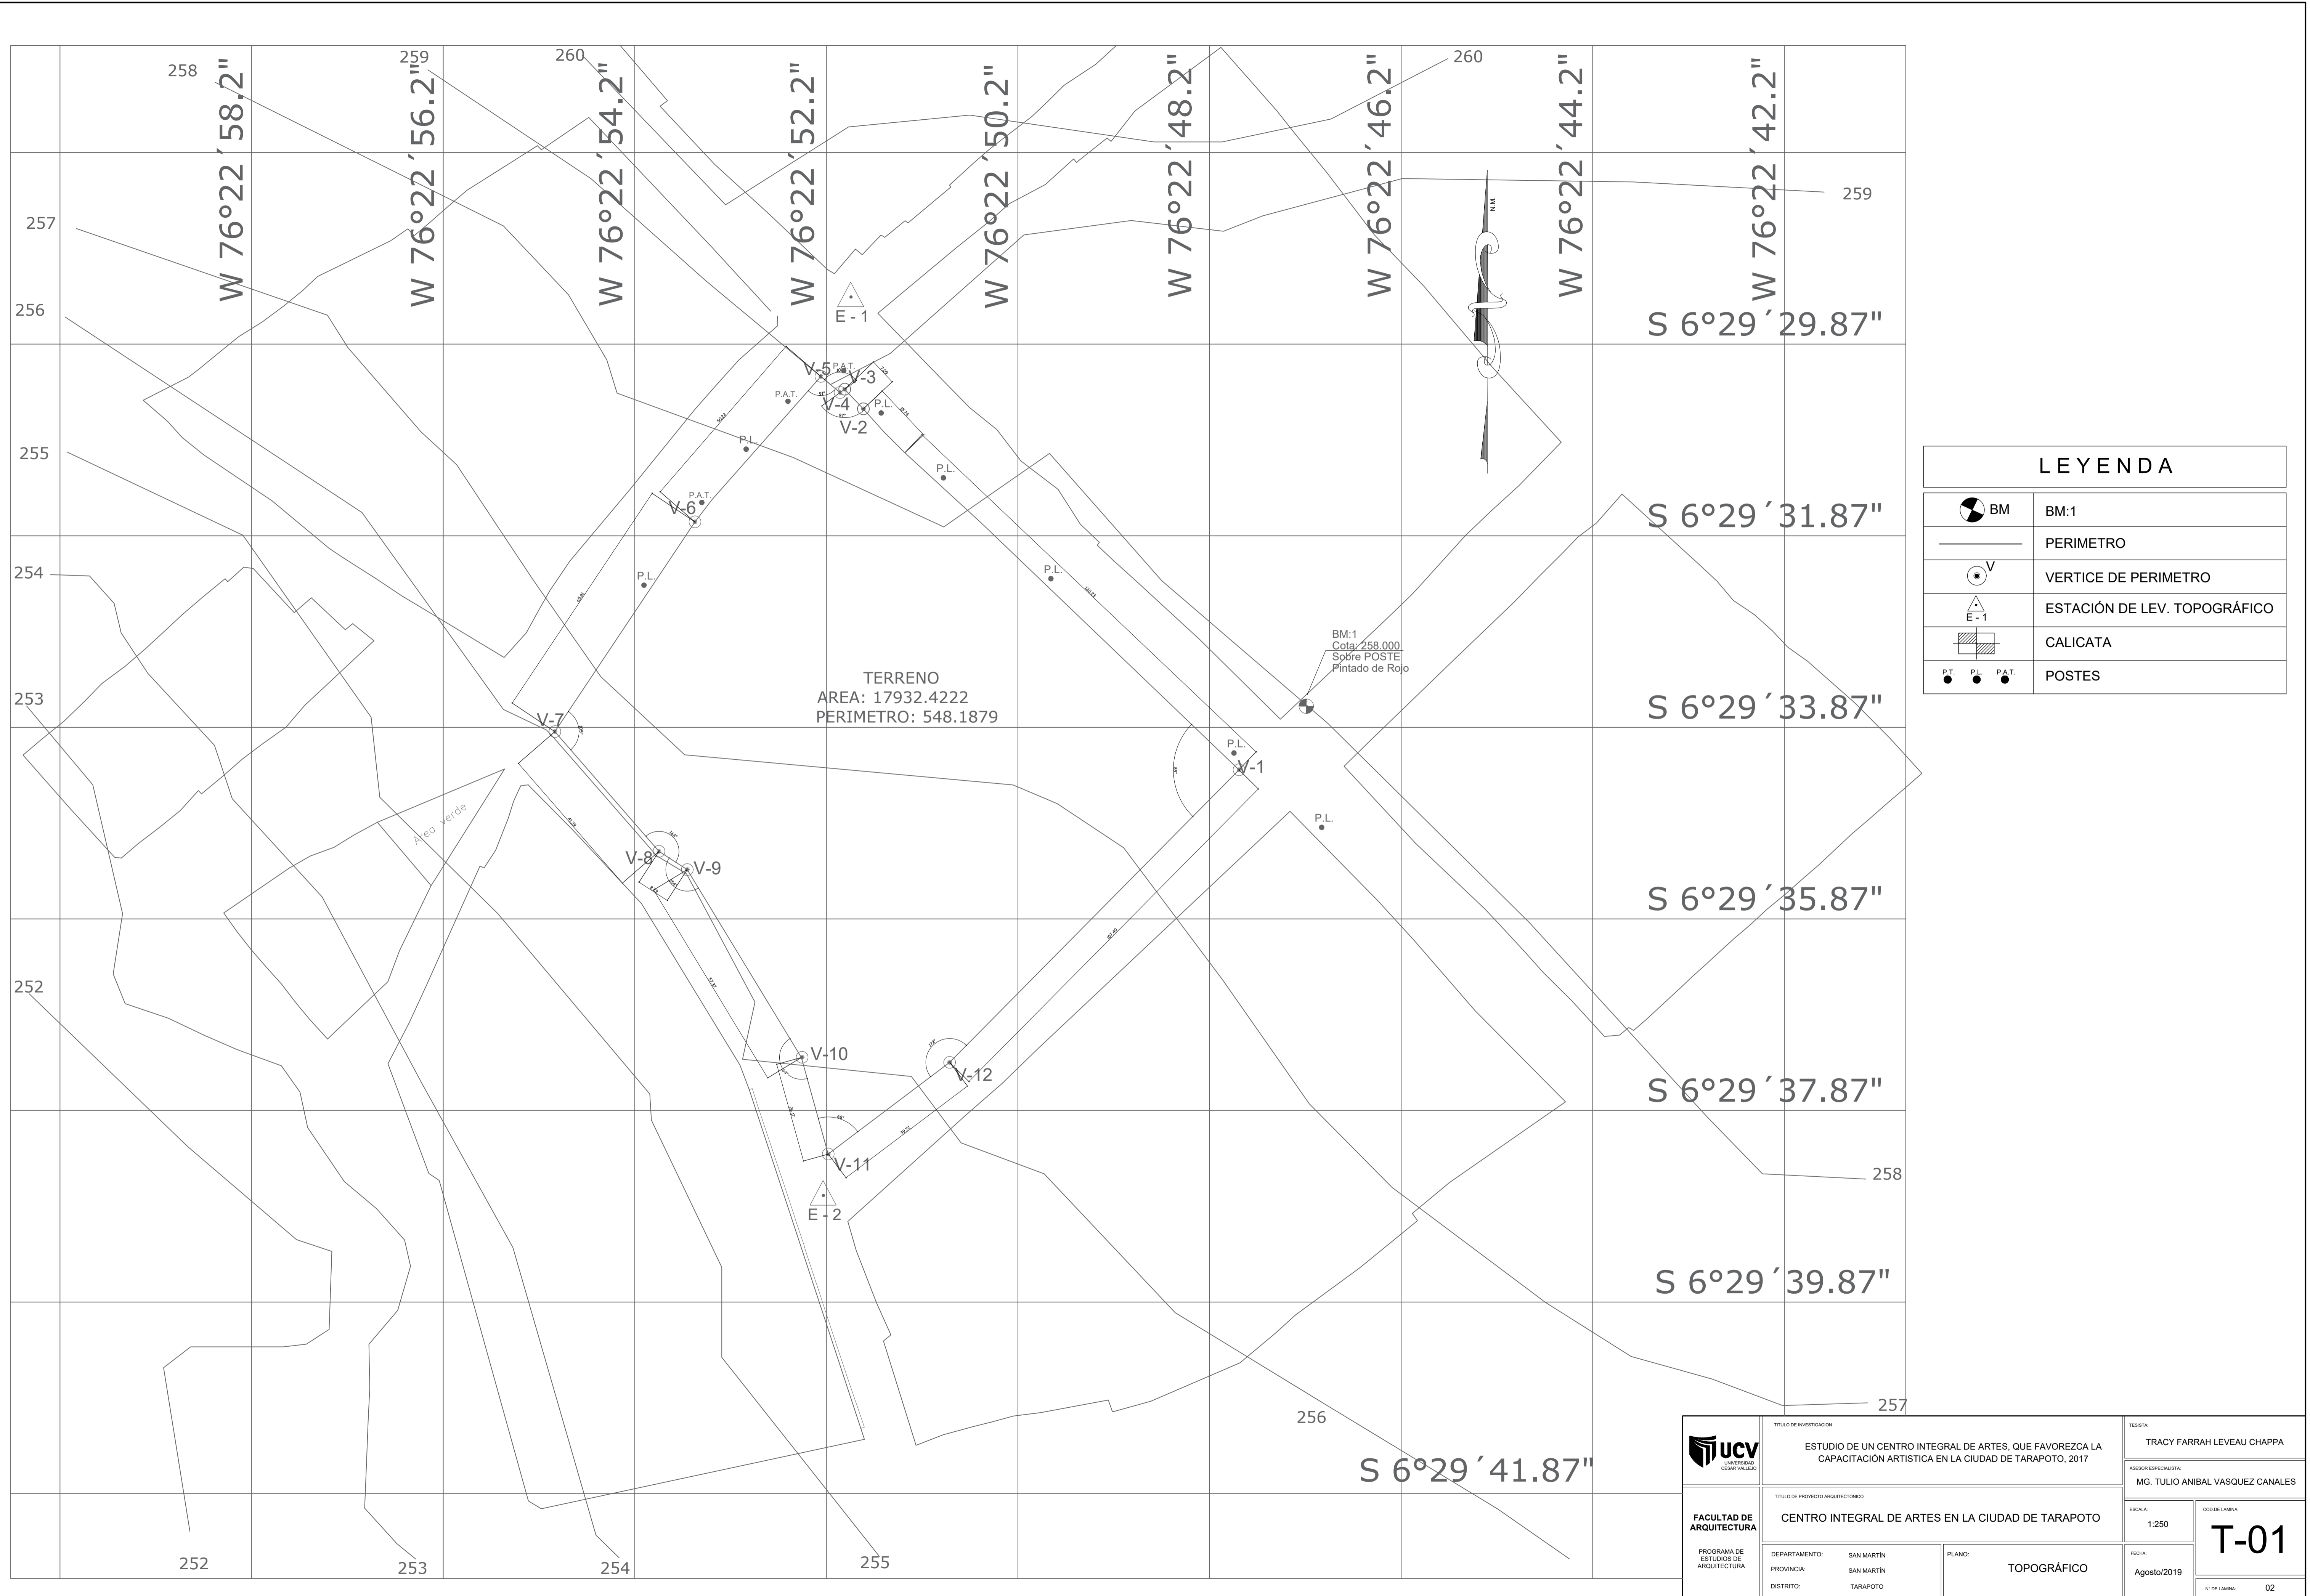 258
259
260
260
W 76°22´58.2"
W 76°22´56.2"
W 76°22´54.2"
W 76°22´52.2"
W 76°22´50.2"
W 76°22´48.2"
W 76°22´46.2"
W 76°22´44.2"
W 76°22´42.2"
259
N.M.
257
256
255
254
253
252
E - 1
S 6°29´29.87"
S 6°29´31.87"
S 6°29´33.87"
S 6°29´35.87"
S 6°29´37.87"
S 6°29´39.87"
S 6°29´41.87"
V-5
P.A.T.
V-3
P.A.T.
V-4
P.L.
V-2
P.L.
P.L.
P.A.T.
V-6
P.L.
P.L.
BM:1
Cota: 258.000
Sobre POSTE
Pintado de Rojo
TERRENO
AREA: 17932.4222
PERIMETRO: 548.1879
V-7
P.L.
V-1
P.L.
Area verde
V-8
V-9
V-10
V-12
107.40
39.72
V-11
E - 2
258
257
256
252
253
254
255
LEYENDA
BM
BM:1
PERIMETRO
V
VERTICE DE PERIMETRO
E - 1
ESTACIÓN DE LEV. TOPOGRÁFICO
CALICATA
P.T. P.L. P.A.T.
POSTES
UCV
UNIVERSIDAD
CÉSAR VALLEJO
TITULO DE INVESTIGACION
ESTUDIO DE UN CENTRO INTEGRAL DE ARTES, QUE FAVOREZCA LA
CAPACITACIÓN ARTISTICA EN LA CIUDAD DE TARAPOTO, 2017
TESISTA:
TRACY FARRAH LEVEAU CHAPPA
ASESOR ESPECIALISTA:
MG. TULIO ANIBAL VASQUEZ CANALES
FACULTAD DE
ARQUITECTURA
PROGRAMA DE
ESTUDIOS DE
ARQUITECTURA
TITULO DE PROYECTO ARQUITECTONICO
CENTRO INTEGRAL DE ARTES EN LA CIUDAD DE TARAPOTO
ESCALA:
1:250
COD.DE LAMINA:
T-01
DEPARTAMENTO: SAN MARTÍN
PROVINCIA: SAN MARTÍN
DISTRITO: TARAPOTO
PLANO:
TOPOGRÁFICO
FECHA:
Agosto/2019
N° DE LAMINA: 02